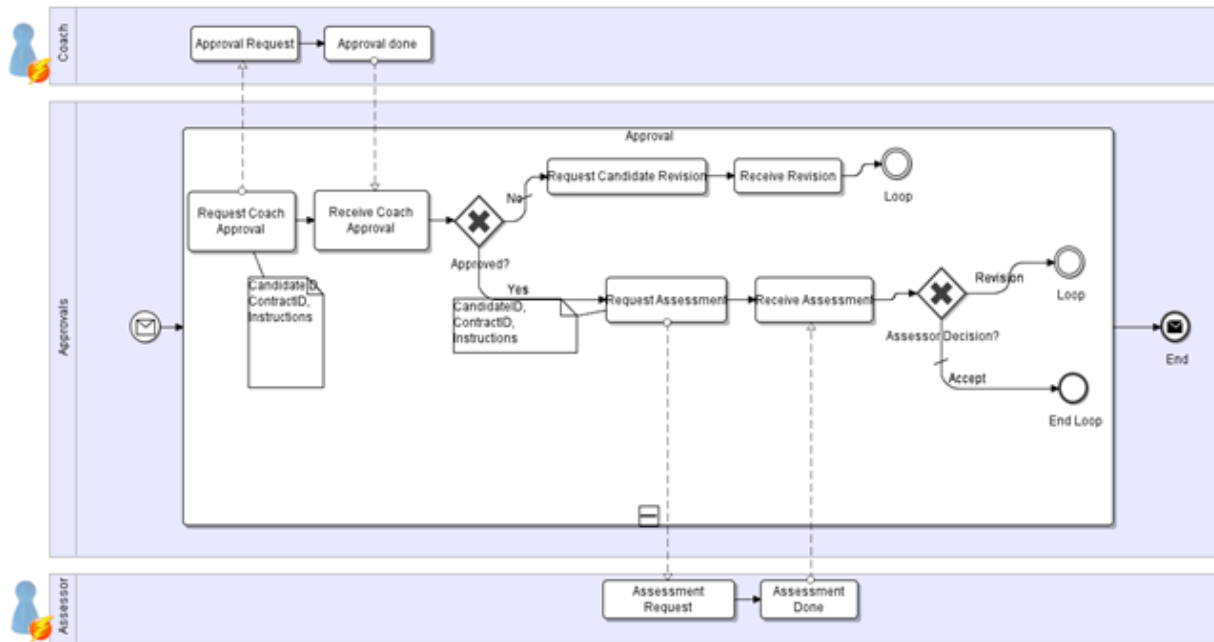 Coach
Approval Request
Approval done
Approvals
Approval
Request Coach
Approval
Receive Coach
Approval
Approved?
No
Request Candidate Revision
Receive Revision
Loop
CandidateID,
ContractID,
Instructions
Yes
CandidateID,
ContractID,
Instructions
Request Assessment
Receive Assessment
Assessor Decision?
Revision
Loop
Accept
End Loop
End
Assessor
Assessment
Request
Assessment
Done